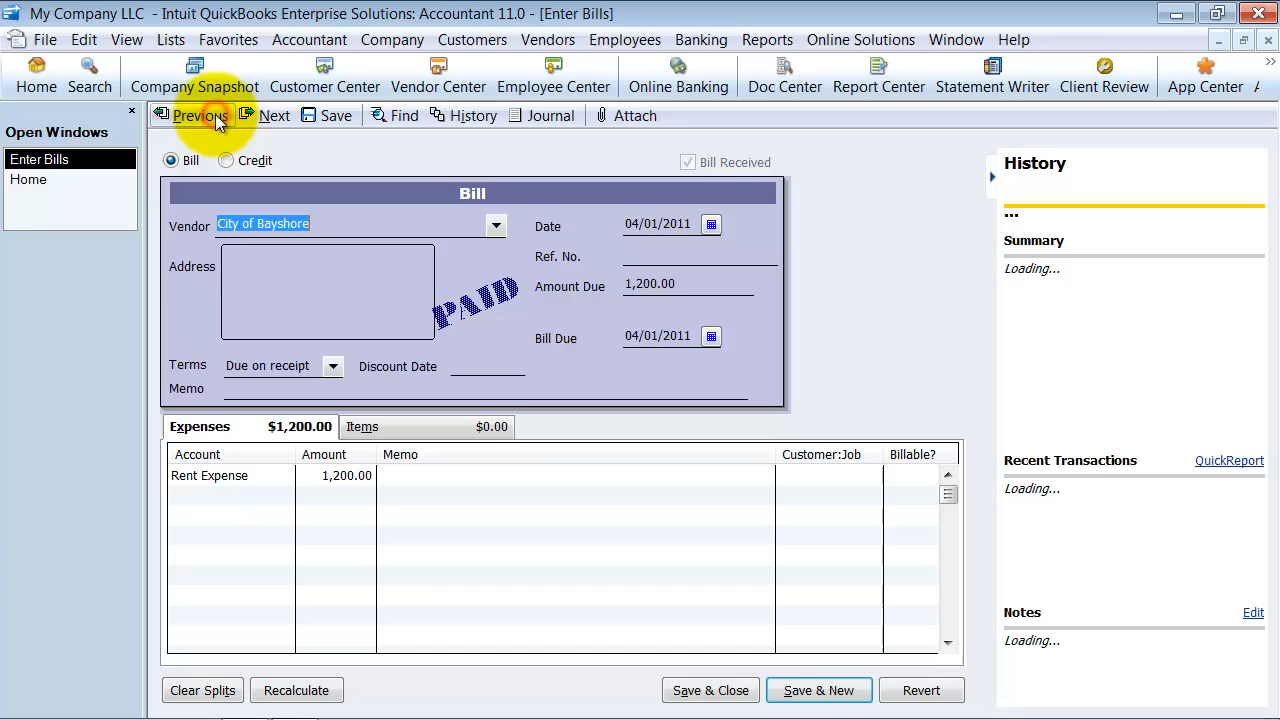 My Company LLC - Intuit QuickBooks Enterprise Solutions: Accountant 11.0 - [Enter Bills]
File Edit View Lists Favorites Accountant Company Customers Vendors Employees Banking Reports Online Solutions Window Help
Home Search Company Snapshot Customer Center Vendor Center Employee Center Online Banking Doc Center Report Center Statement Writer Client Review App Center
Open Windows
Enter Bills
Home
Previous Next Save Find History Journal Attach
Bill Credit Bill Received
Bill
Vendor City of Bayshore Date 04/01/2011
Ref. No.
Address
Amount Due 1,200.00
PAID
Bill Due 04/01/2011
Terms Due on receipt Discount Date
Memo
Expenses $1,200.00 Items $0.00
Account Amount Memo Customer:Job Billable?
Rent Expense 1,200.00
Clear Splits Recalculate Save & Close Save & New Revert
History
...
Summary
Loading...
Recent Transactions QuickReport
Loading...
Notes Edit
Loading...